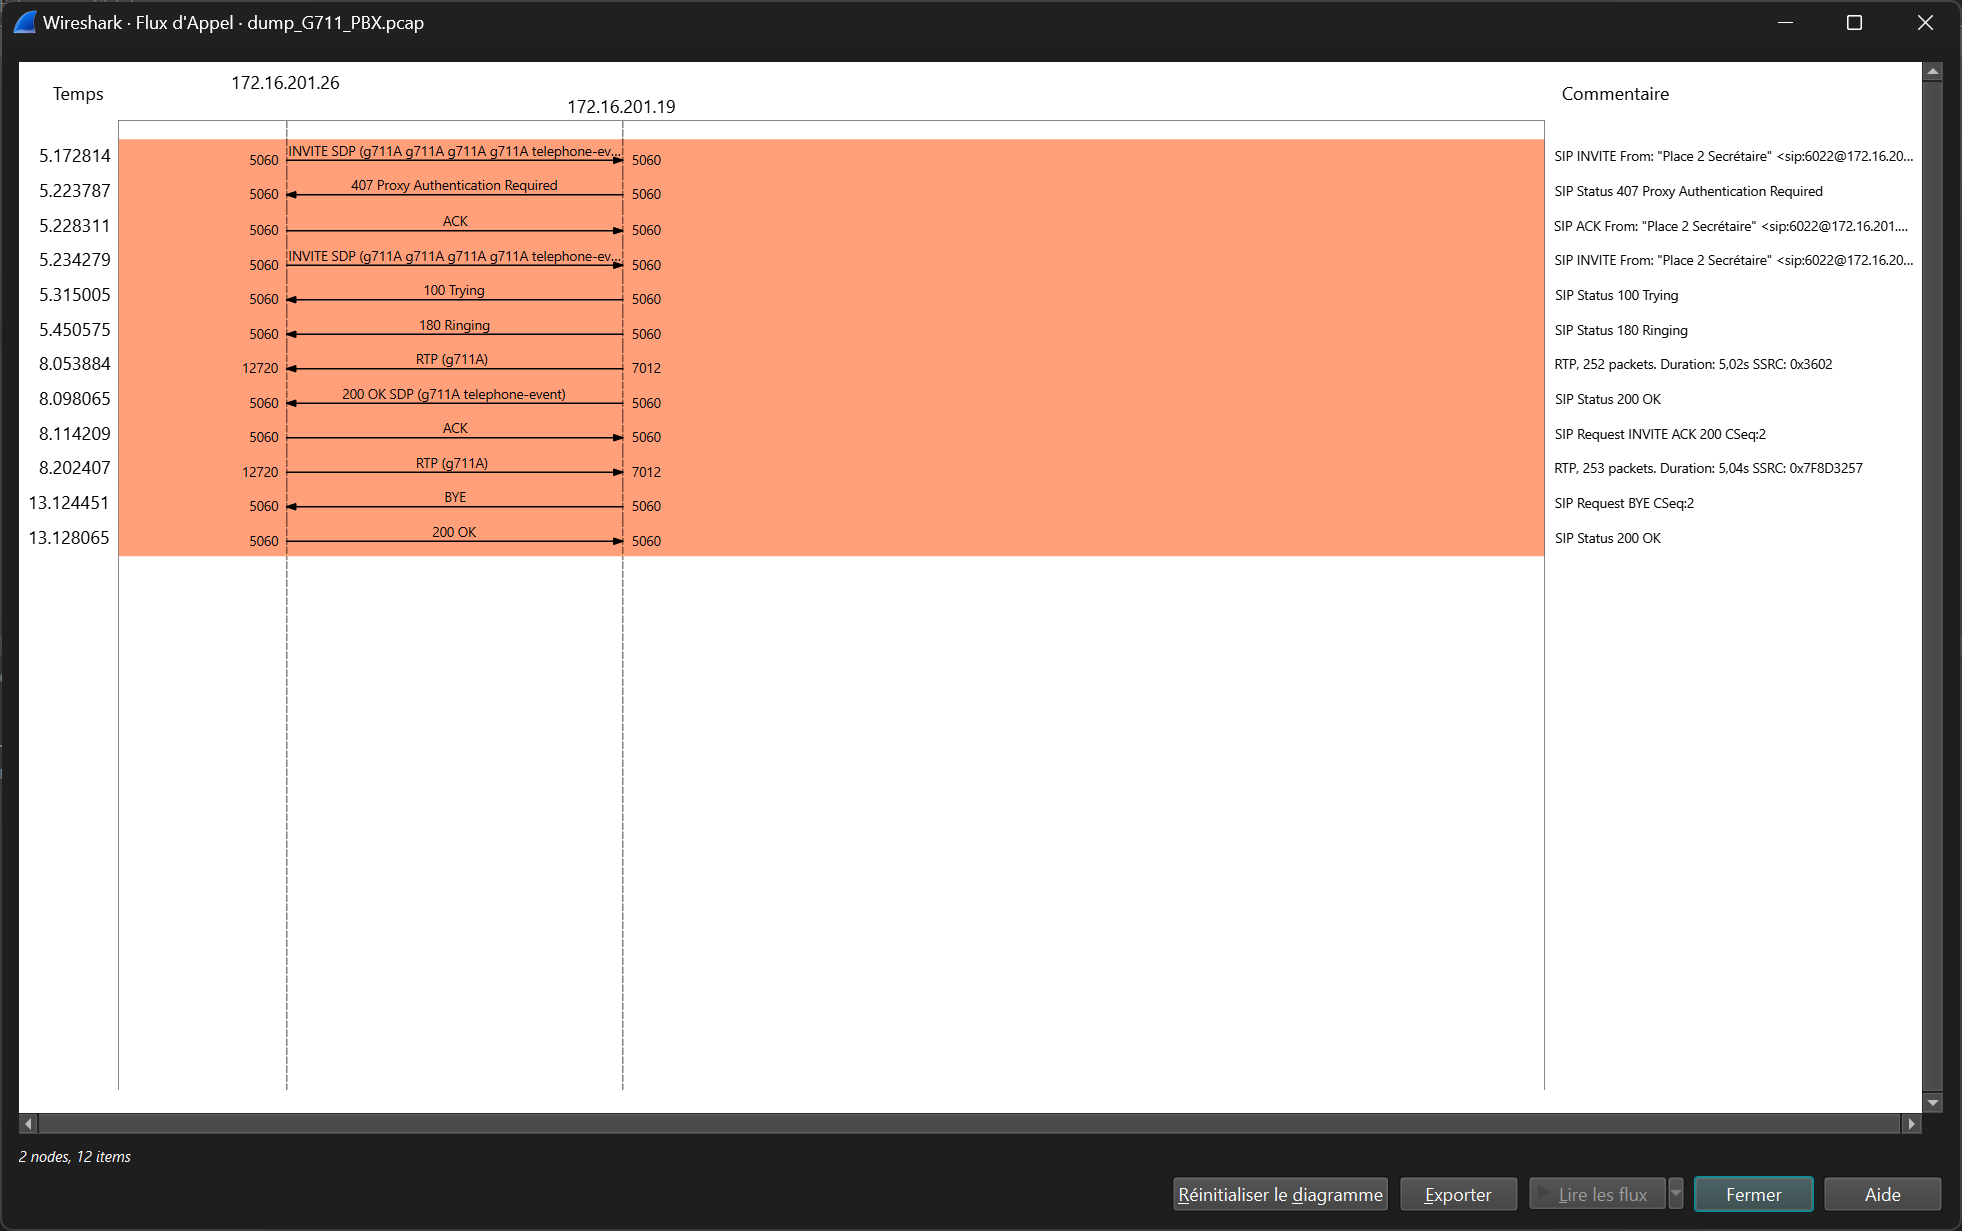 Wireshark · Flux d'Appel · dump_G711_PBX.pcap
172.16.201.26
Temps
Commentaire
172.16.201.19
5.172814 5060 INVITE SDP (g711A g711A g711A g711A telephone-ev... 5060 SIP INVITE From: "Place 2 Secrétaire" <sip:6022@172.16.20...
5.223787 5060 407 Proxy Authentication Required 5060 SIP Status 407 Proxy Authentication Required
5.228311 5060 ACK 5060 SIP ACK From: "Place 2 Secrétaire" <sip:6022@172.16.201....
5.234279 5060 INVITE SDP (g711A g711A g711A g711A telephone-ev... 5060 SIP INVITE From: "Place 2 Secrétaire" <sip:6022@172.16.20...
5.315005 5060 100 Trying 5060 SIP Status 100 Trying
5.450575 5060 180 Ringing 5060 SIP Status 180 Ringing
8.053884 12720 RTP (g711A) 7012 RTP, 252 packets. Duration: 5,02s SSRC: 0x3602
8.098065 5060 200 OK SDP (g711A telephone-event) 5060 SIP Status 200 OK
8.114209 5060 ACK 5060 SIP Request INVITE ACK 200 CSeq:2
8.202407 12720 RTP (g711A) 7012 RTP, 253 packets. Duration: 5,04s SSRC: 0x7F8D3257
13.124451 5060 BYE 5060 SIP Request BYE CSeq:2
13.128065 5060 200 OK 5060 SIP Status 200 OK
2 nodes, 12 items
Réinitialiser le diagramme Exporter Lire les flux Fermer Aide